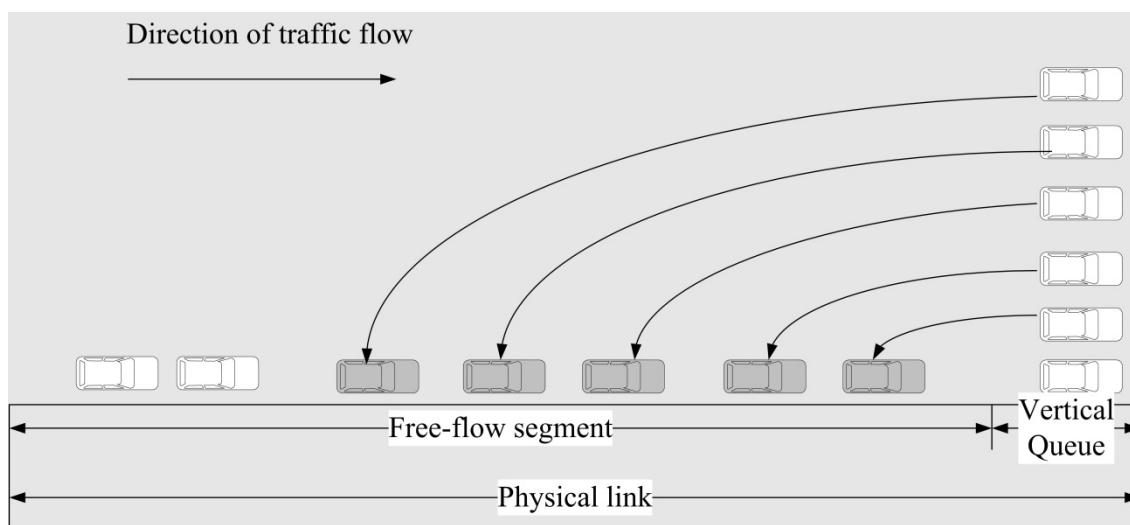 Direction of traffic flow
Free-flow segment
Vertical
Queue
Physical link